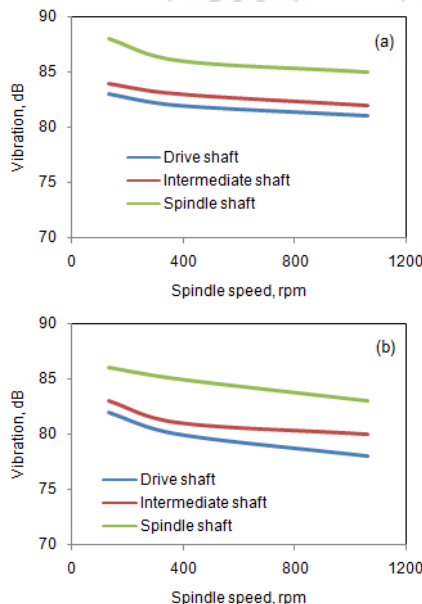 90
(a)
85
Vibration, dB
80
Drive shaft
Intermediate shaft
75
Spindle shaft
70
0
400
800
1200
Spindle speed, rpm
90
(b)
85
Vibration, dB
80
Drive shaft
75
Intermediate shaft
Spindle shaft
70
0
400
800
1200
Spindle speed, rpm